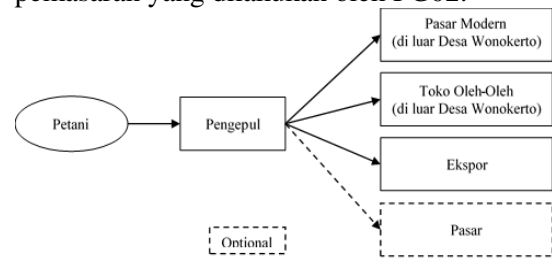 pemasaran yang dilakukan oleh PG02.
Pasar Modern
(di luar Desa Wonokerto)
Toko Oleh-Oleh
(di luar Desa Wonokerto)
Petani
Pengepul
Ekspor
Pasar
Optional